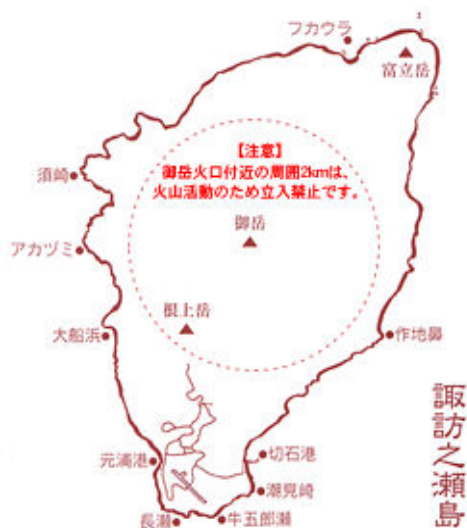 フカウラ
富立岳
【注意】
御岳火口付近の周囲2kmは、
火山活動のため立入禁止です。
須崎
御岳
アカヅミ
根上岳
大船浜
作地鼻
諏訪之瀬島
切石港
元浦港
潮見崎
長瀬
牛五郎瀬